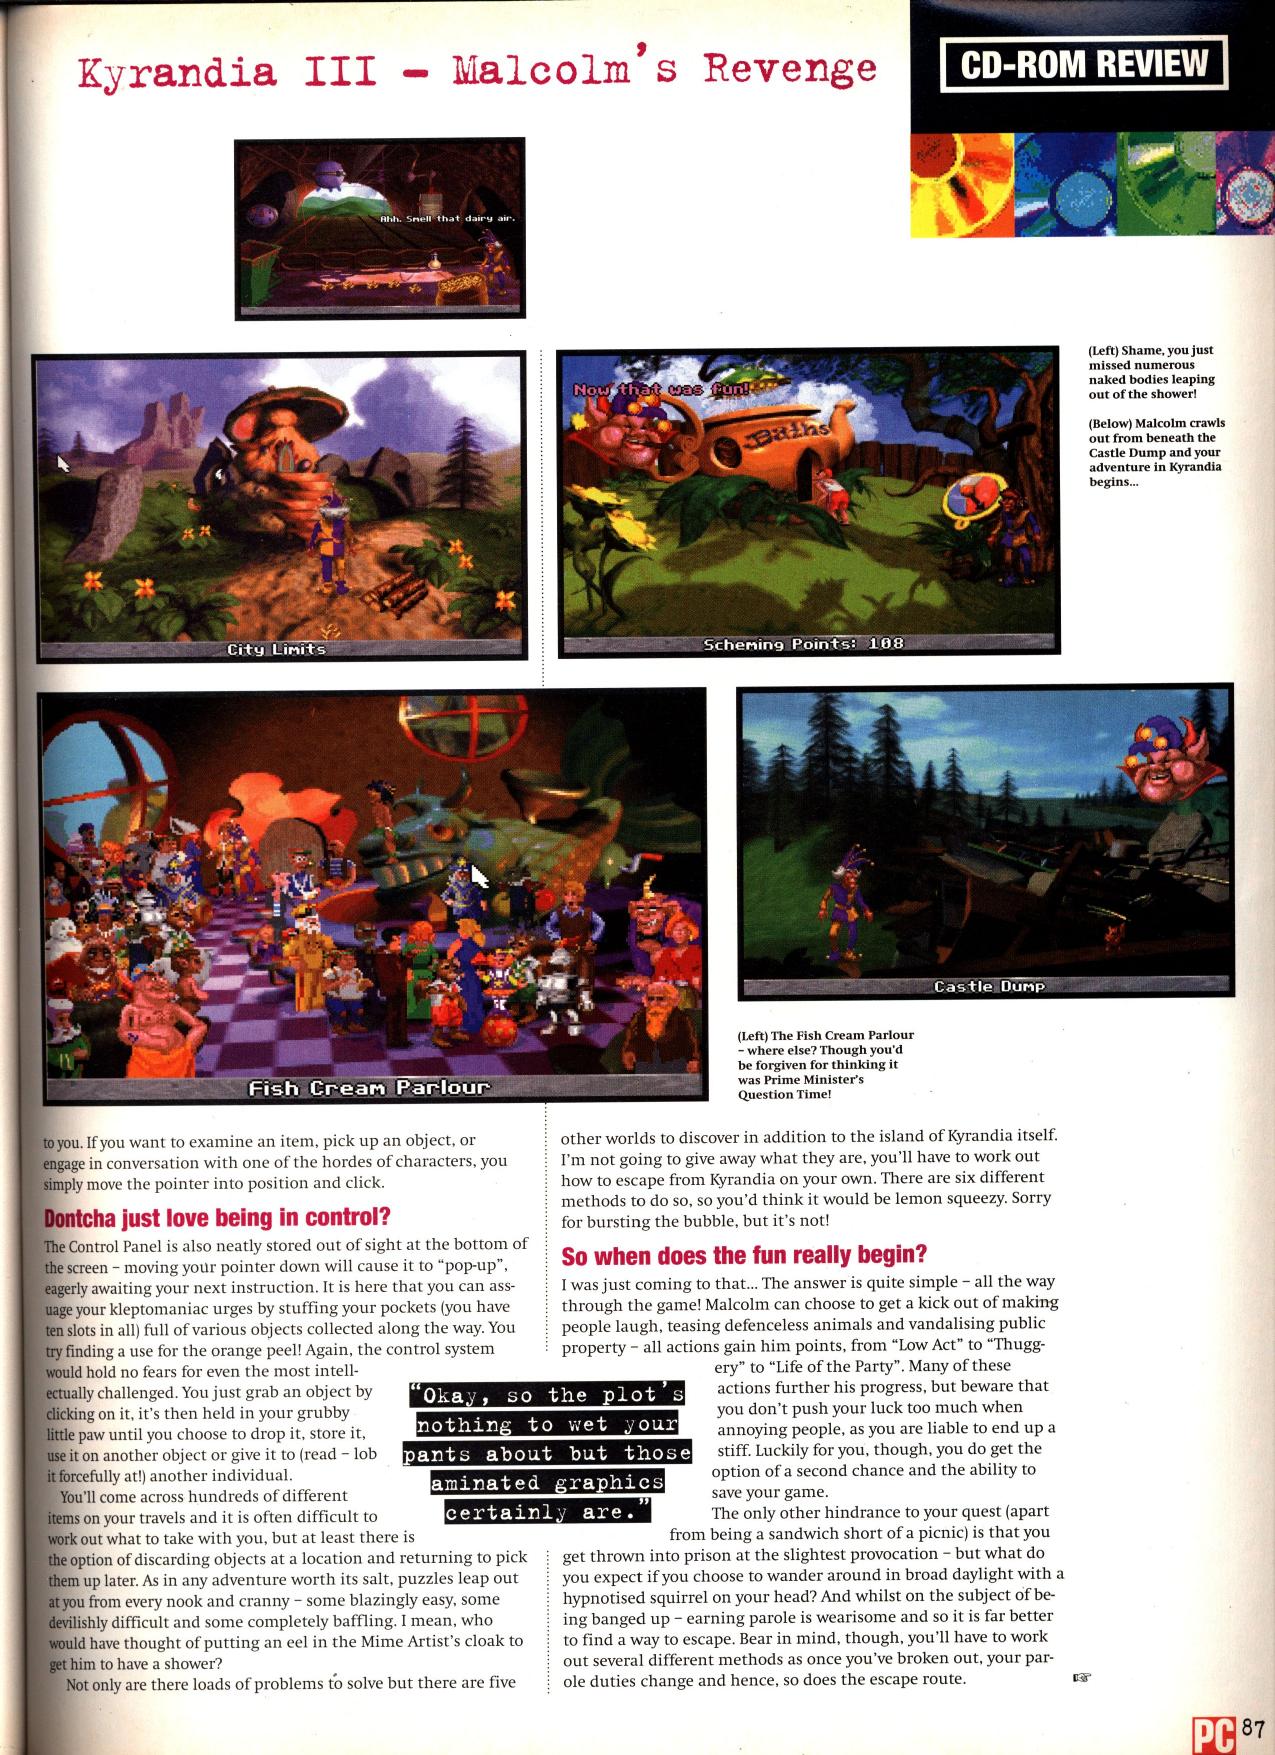 Kyrandia III - Malcolm's Revenge
CD-ROM REVIEW
Ahh. Smell that dairy air.
City Limits
Now that was fun!
Baths
Scheming Points: 108
(Left) Shame, you just
missed numerous
naked bodies leaping
out of the shower!
(Below) Malcolm crawls
out from beneath the
Castle Dump and your
adventure in Kyrandia
begins...
Fish Cream Parlour
Castle Dump
(Left) The Fish Cream Parlour
– where else? Though you'd
be forgiven for thinking it
was Prime Minister's
Question Time!
to you. If you want to examine an item, pick up an object, or
engage in conversation with one of the hordes of characters, you
simply move the pointer into position and click.
Dontcha just love being in control?
The Control Panel is also neatly stored out of sight at the bottom of
the screen – moving your pointer down will cause it to "pop-up",
eagerly awaiting your next instruction. It is here that you can ass-
uage your kleptomaniac urges by stuffing your pockets (you have
ten slots in all) full of various objects collected along the way. You
try finding a use for the orange peel! Again, the control system
would hold no fears for even the most intell-
ectually challenged. You just grab an object by
clicking on it, it's then held in your grubby
little paw until you choose to drop it, store it,
use it on another object or give it to (read – lob
it forcefully at!) another individual.
You'll come across hundreds of different
items on your travels and it is often difficult to
work out what to take with you, but at least there is
the option of discarding objects at a location and returning to pick
them up later. As in any adventure worth its salt, puzzles leap out
at you from every nook and cranny – some blazingly easy, some
devilishly difficult and some completely baffling. I mean, who
would have thought of putting an eel in the Mime Artist's cloak to
get him to have a shower?
Not only are there loads of problems to solve but there are five
"Okay, so the plot's
nothing to wet your
pants about but those
aminated graphics
certainly are."
other worlds to discover in addition to the island of Kyrandia itself.
I'm not going to give away what they are, you'll have to work out
how to escape from Kyrandia on your own. There are six different
methods to do so, so you'd think it would be lemon squeezy. Sorry
for bursting the bubble, but it's not!
So when does the fun really begin?
I was just coming to that... The answer is quite simple – all the way
through the game! Malcolm can choose to get a kick out of making
people laugh, teasing defenceless animals and vandalising public
property – all actions gain him points, from "Low Act" to "Thugg-
ery" to "Life of the Party". Many of these
actions further his progress, but beware that
you don't push your luck too much when
annoying people, as you are liable to end up a
stiff. Luckily for you, though, you do get the
option of a second chance and the ability to
save your game.
The only other hindrance to your quest (apart
from being a sandwich short of a picnic) is that you
get thrown into prison at the slightest provocation – but what do
you expect if you choose to wander around in broad daylight with a
hypnotised squirrel on your head? And whilst on the subject of be-
ing banged up – earning parole is wearisome and so it is far better
to find a way to escape. Bear in mind, though, you'll have to work
out several different methods as once you've broken out, your par-
ole duties change and hence, so does the escape route.
PC 87